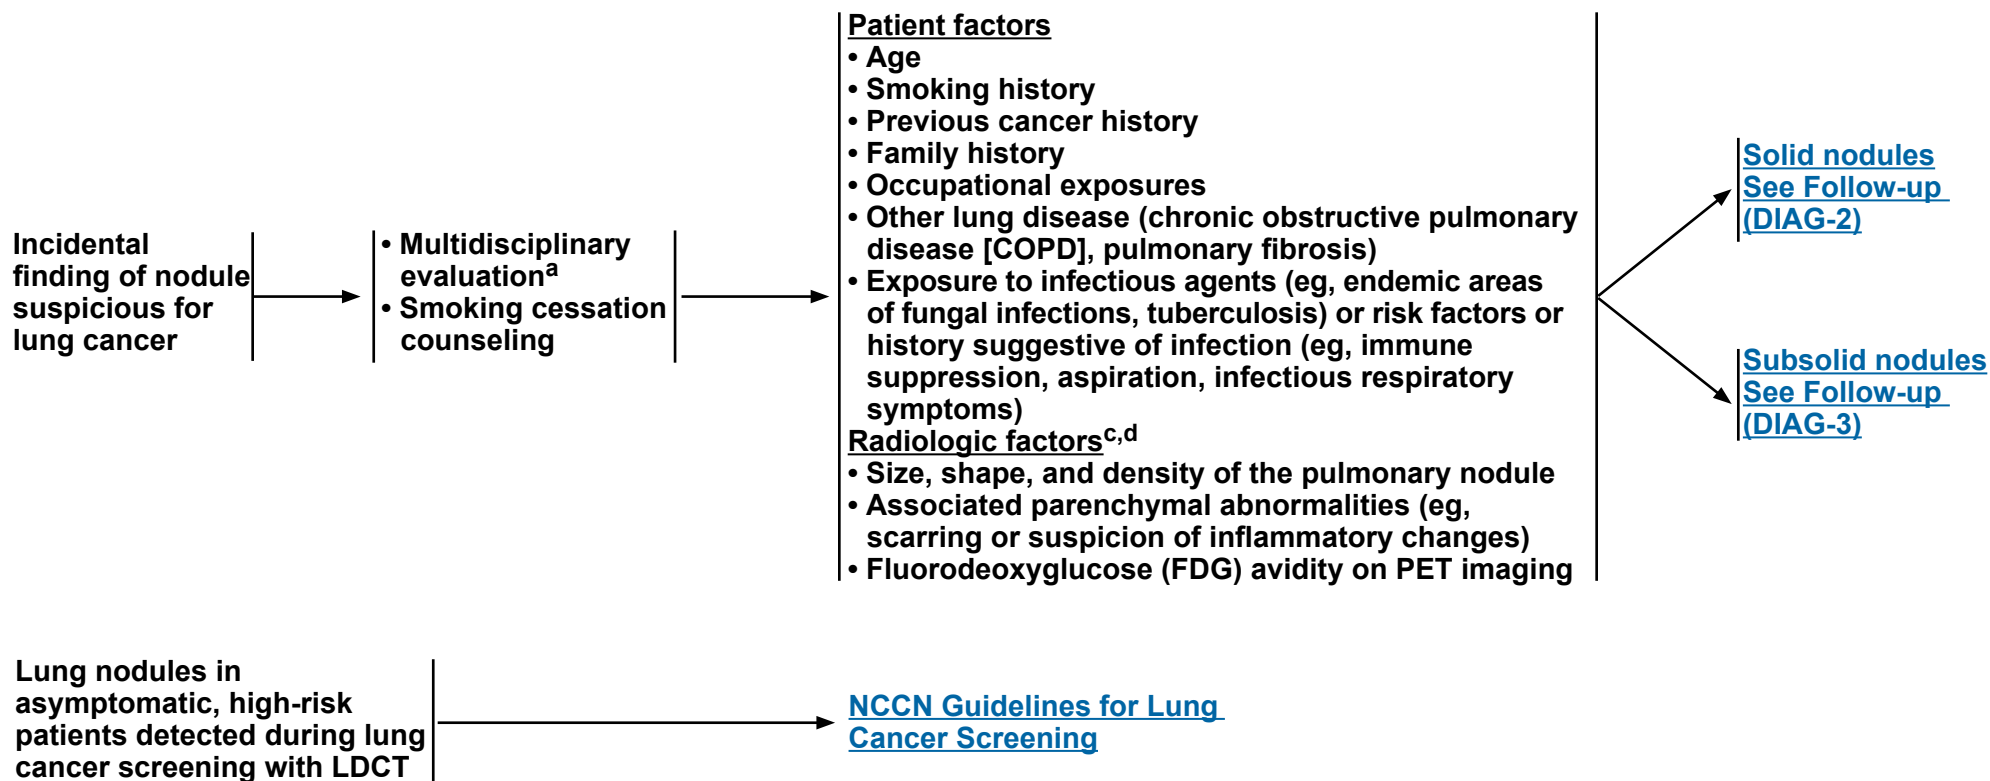 Incidental
finding of nodule
suspicious for
lung cancer
• Multidisciplinary
evaluationa
• Smoking cessation
counseling
Patient factors
• Age
• Smoking history
• Previous cancer history
• Family history
• Occupational exposures
• Other lung disease (chronic obstructive pulmonary
disease [COPD], pulmonary fibrosis)
• Exposure to infectious agents (eg, endemic areas
of fungal infections, tuberculosis) or risk factors or
history suggestive of infection (eg, immune
suppression, aspiration, infectious respiratory
symptoms)
Radiologic factorsc,d
• Size, shape, and density of the pulmonary nodule
• Associated parenchymal abnormalities (eg,
scarring or suspicion of inflammatory changes)
• Fluorodeoxyglucose (FDG) avidity on PET imaging
Solid nodules
See Follow-up
(DIAG-2)
Subsolid nodules
See Follow-up
(DIAG-3)
Lung nodules in
asymptomatic, high-risk
patients detected during lung
cancer screening with LDCT
NCCN Guidelines for Lung
Cancer Screening